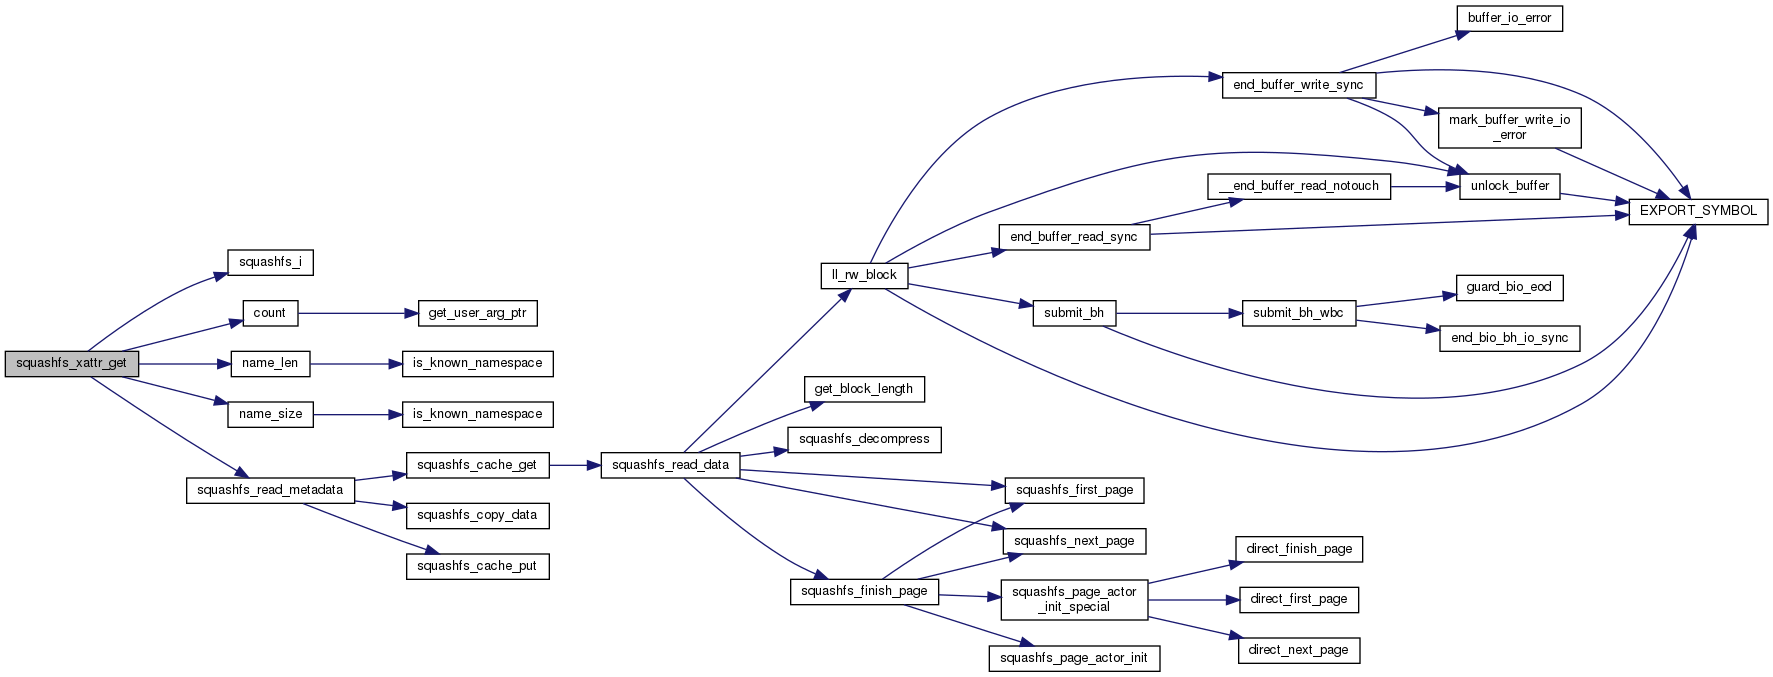 buffer_io_error
end_buffer_write_sync
mark_buffer_write_io
_error
__end_buffer_read_notouch
unlock_buffer
EXPORT_SYMBOL
end_buffer_read_sync
squashfs_i
ll_rw_block
guard_bio_eod
count
get_user_arg_ptr
submit_bh
submit_bh_wbc
end_bio_bh_io_sync
squashfs_xattr_get
name_len
is_known_namespace
get_block_length
name_size
is_known_namespace
squashfs_decompress
squashfs_cache_get
squashfs_read_data
squashfs_read_metadata
squashfs_first_page
squashfs_copy_data
squashfs_next_page
direct_finish_page
squashfs_cache_put
squashfs_finish_page
squashfs_page_actor
_init_special
direct_first_page
direct_next_page
squashfs_page_actor_init